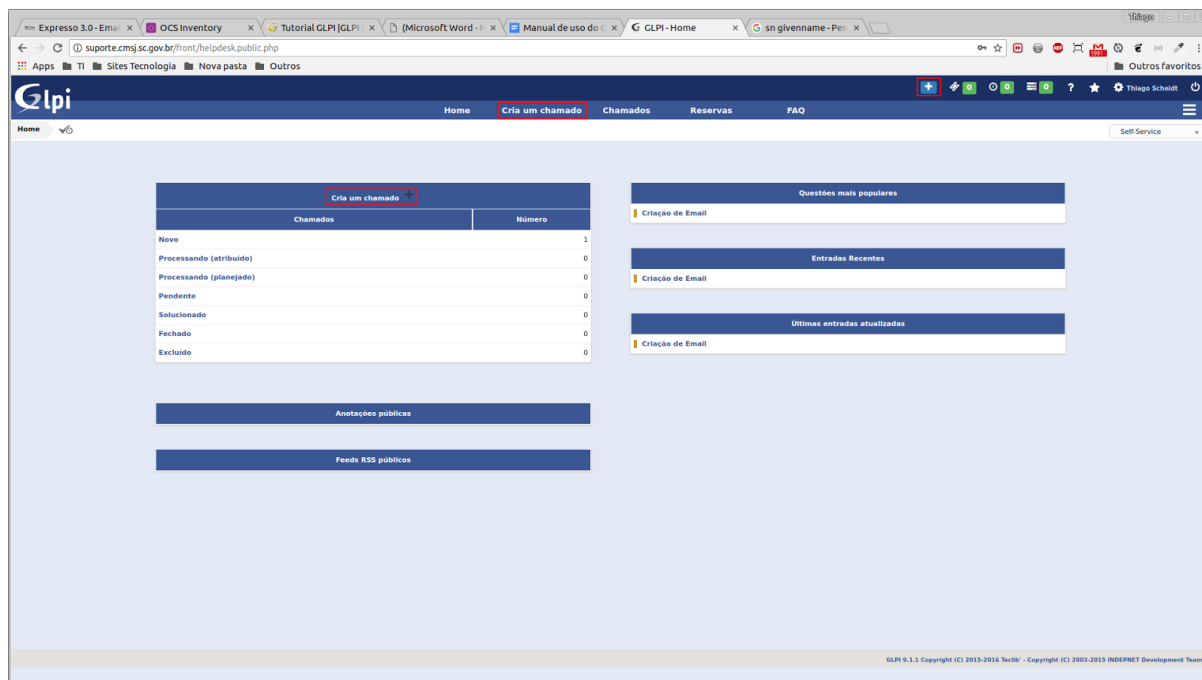 Thiago
Expresso 3.0 - Emai
OCS Inventory
Tutorial GLPI |GLPI
(Microsoft Word - M
Manual de uso do G
GLPI - Home
sn givenname - Pes
suporte.cmsj.sc.gov.br/front/helpdesk.public.php
1991
Apps TI Sites Tecnologia Nova pasta Outros
Outros favoritos
Glpi
0 0 0 ? Thiago Scheidt
Home Cria um chamado Chamados Reservas FAQ
Home
Self-Service
Cria um chamado +
Chamados Número
Novo 1
Processando (atribuído) 0
Processando (planejado) 0
Pendente 0
Solucionado 0
Fechado 0
Excluído 0
Anotações públicas
Feeds RSS públicos
Questões mais populares
Criação de Email
Entradas Recentes
Criação de Email
Últimas entradas atualizadas
Criação de Email
GLPI 9.1.1 Copyright (C) 2015-2016 Teclib' - Copyright (C) 2003-2015 INDEPNET Development Team